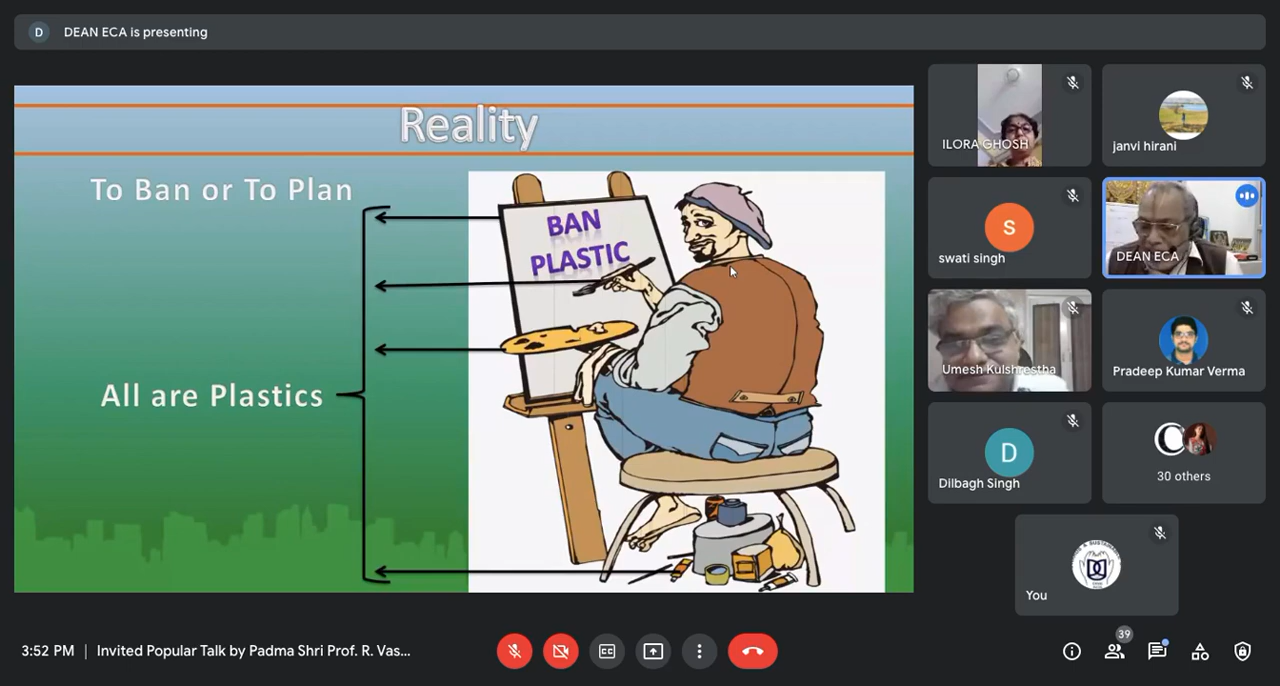 D DEAN ECA is presenting
Reality
To Ban or To Plan
BAN
PLASTIC
All are Plastics
ILORA GHOSH
janvi hirani
S
swati singh
DEAN ECA
Umesh Kulshrestha
Pradeep Kumar Verma
D
Dilbagh Singh
30 others
You
3:52 PM | Invited Popular Talk by Padma Shri Prof. R. Vas...
39